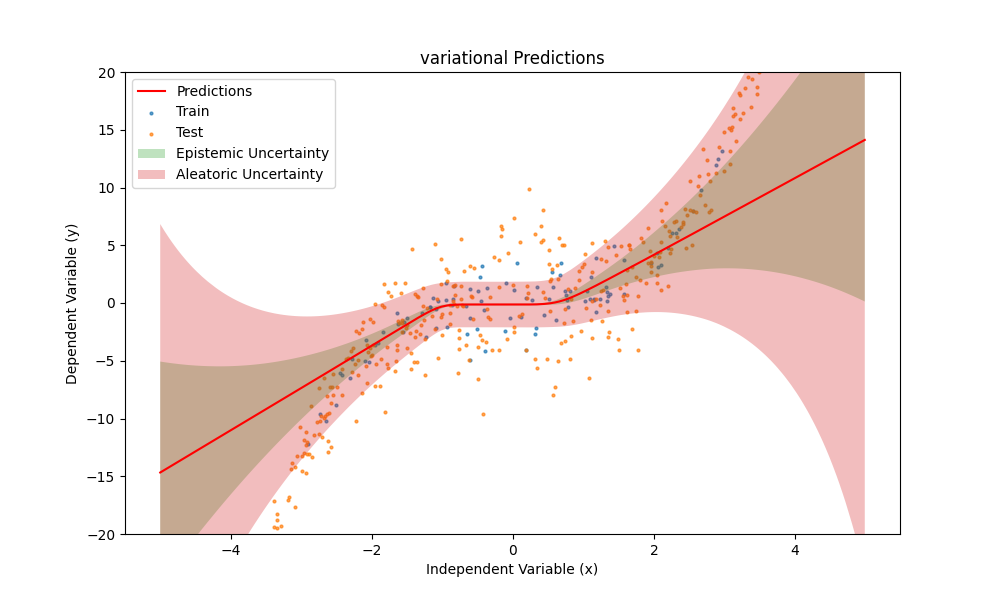 variational Predictions
20
15
10
5
0
−5
−10
−15
−20
Dependent Variable (y)
Predictions
Train
Test
Epistemic Uncertainty
Aleatoric Uncertainty
−4
−2
0
2
4
Independent Variable (x)